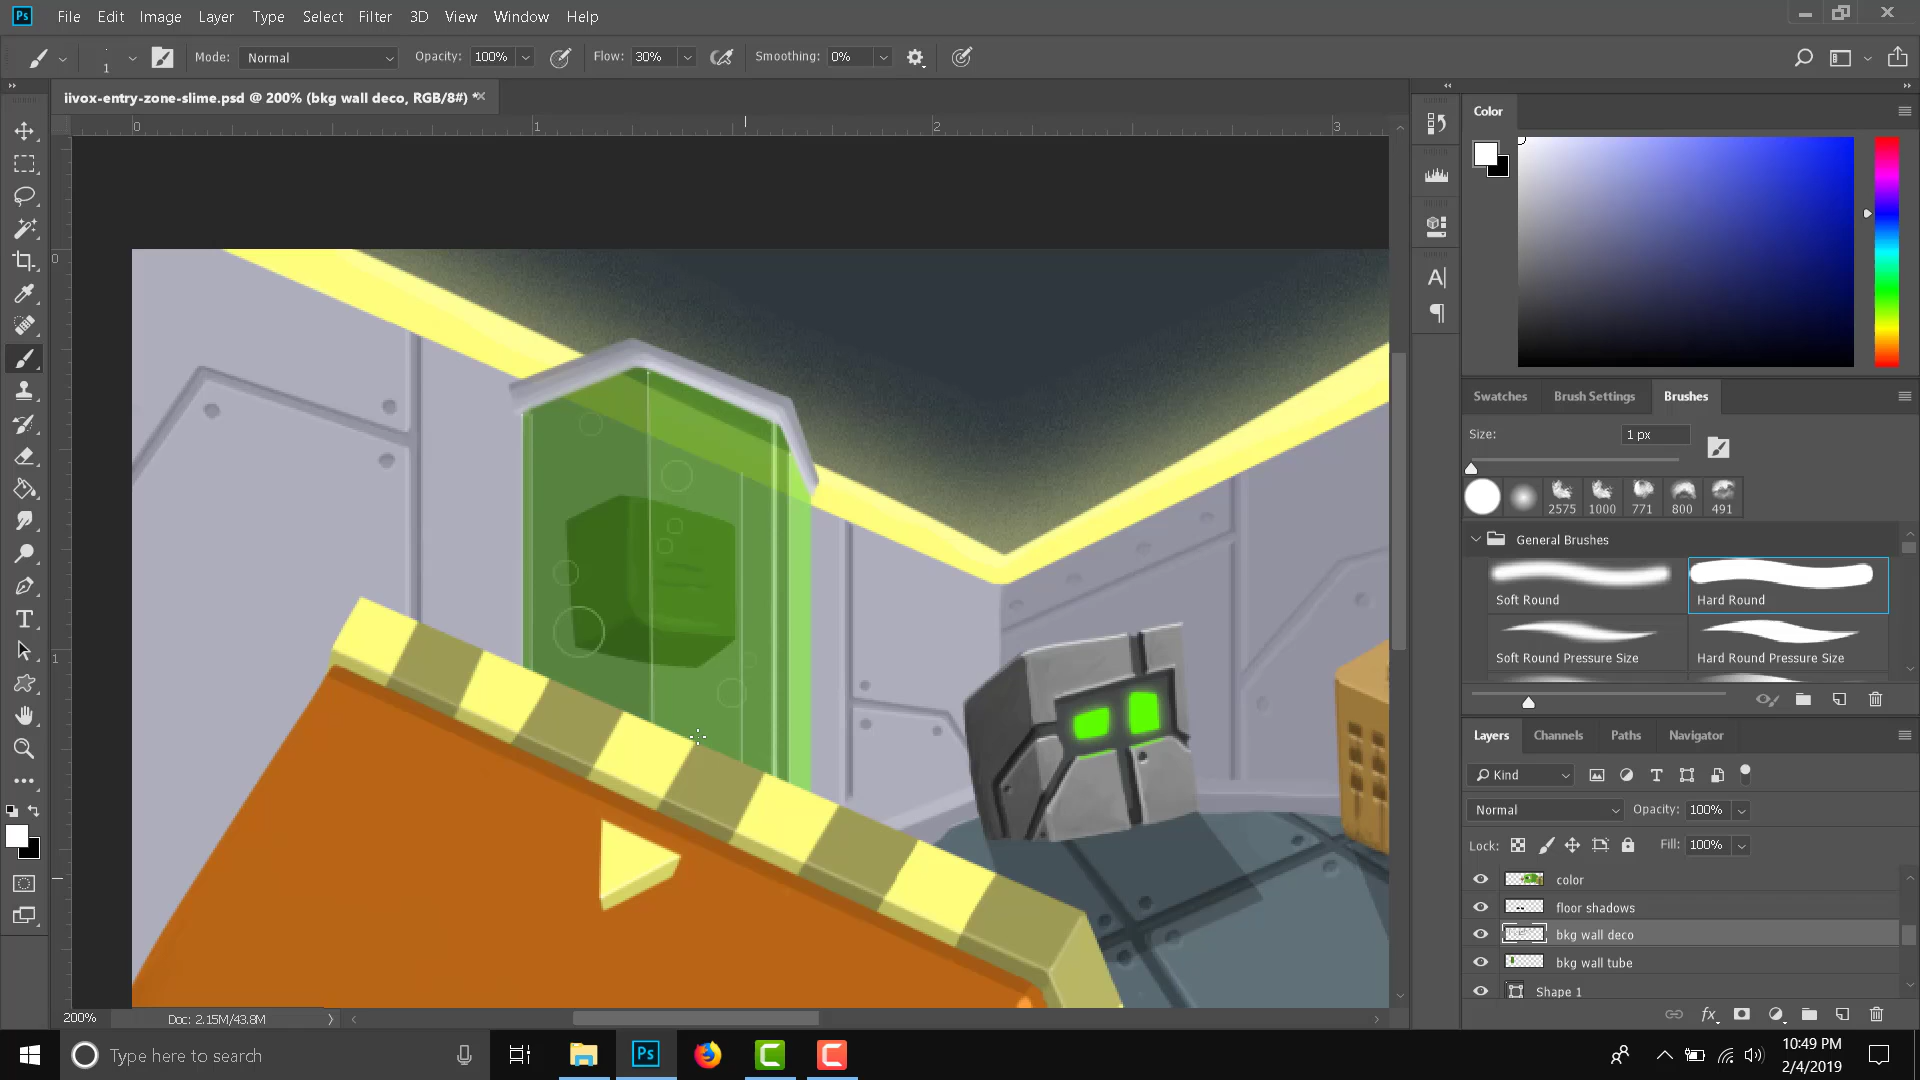 Ps File Edit Image Layer Type Select Filter 3D View Window Help
1 Mode: Normal Opacity: 100% Flow: 30% Smoothing: 0%
iivox-entry-zone-slime.psd @ 200% (bkg wall deco, RGB/8#) *
0 1 2 3
0
1
Color
Swatches Brush Settings Brushes
Size: 1 px
2575 1000 771 800 491
General Brushes
Soft Round Hard Round
Soft Round Pressure Size Hard Round Pressure Size
Layers Channels Paths Navigator
Kind
Normal Opacity: 100%
Lock: Fill: 100%
color
floor shadows
bkg wall deco
bkg wall tube
Shape 1
fx
200% Doc: 2.15M/43.8M
Type here to search
Ps
10:49 PM
2/4/2019